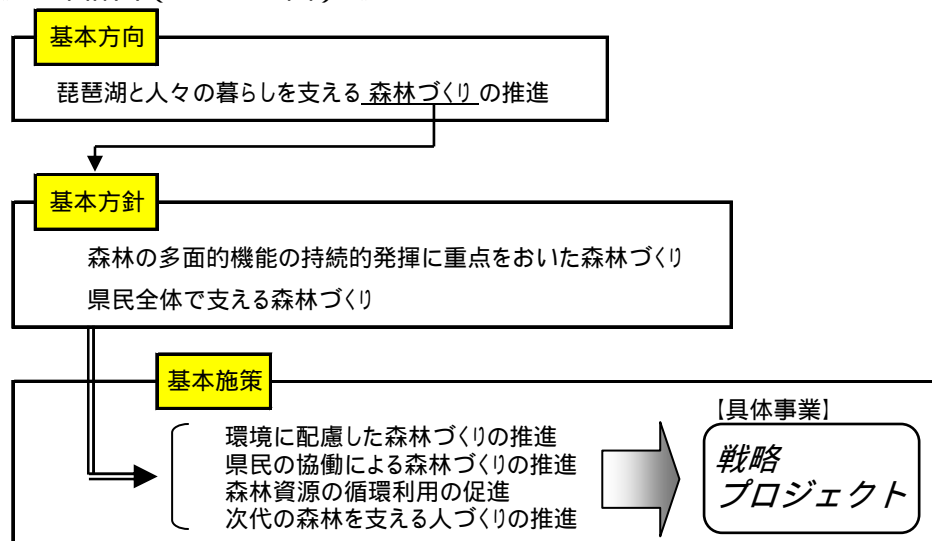 基本方向
琵琶湖と人々の暮らしを支える 森林づくり の推進
基本方針
森林の多面的機能の持続的発揮に重点をおいた森林づくり
県民全体で支える森林づくり
基本施策
環境に配慮した森林づくりの推進
県民の協働による森林づくりの推進
森林資源の循環利用の促進
次代の森林を支える人づくりの推進
【具体事業】
戦略
プロジェクト